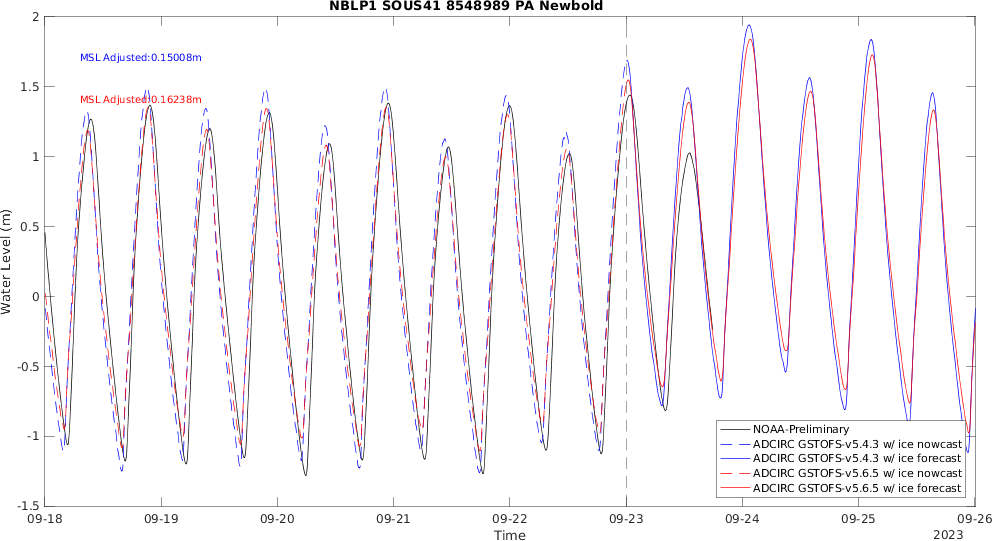 NBLP1 SOUS41 8548989 PA Newbold
2
1.5
1
0.5
0
-0.5
-1
-1.5
Water Level (m)
MSL Adjusted:0.15008m
MSL Adjusted:0.16238m
NOAA-Preliminary
ADCIRC GSTOFS-v5.4.3 w/ ice nowcast
ADCIRC GSTOFS-v5.4.3 w/ ice forecast
ADCIRC GSTOFS-v5.6.5 w/ ice nowcast
ADCIRC GSTOFS-v5.6.5 w/ ice forecast
09-18 09-19 09-20 09-21 09-22 09-23 09-24 09-25 09-26
Time
2023